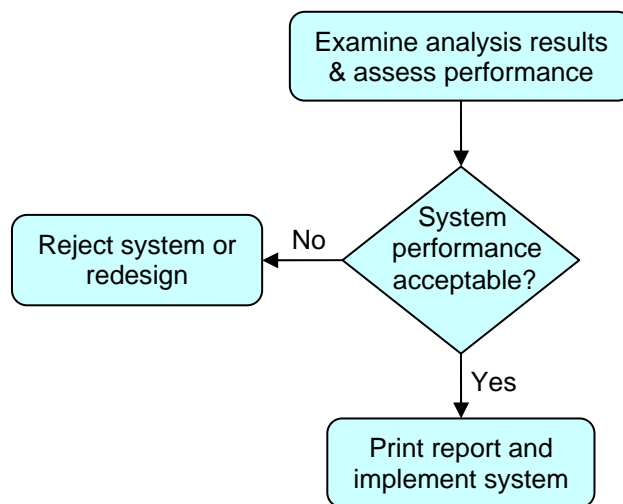 Examine analysis results
& assess performance
System
performance
acceptable?
No
Reject system or
redesign
Yes
Print report and
implement system